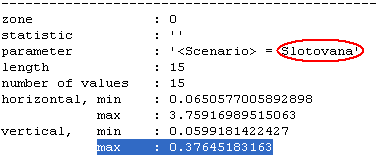 zone : 0
statistic : ''
parameter : '<Scenario> = Slotovana'
length : 15
number of values : 15
horizontal, min : 0.0650577005892898
max : 3.75916989515063
vertical, min : 0.0599181422427
max : 0.37645183163